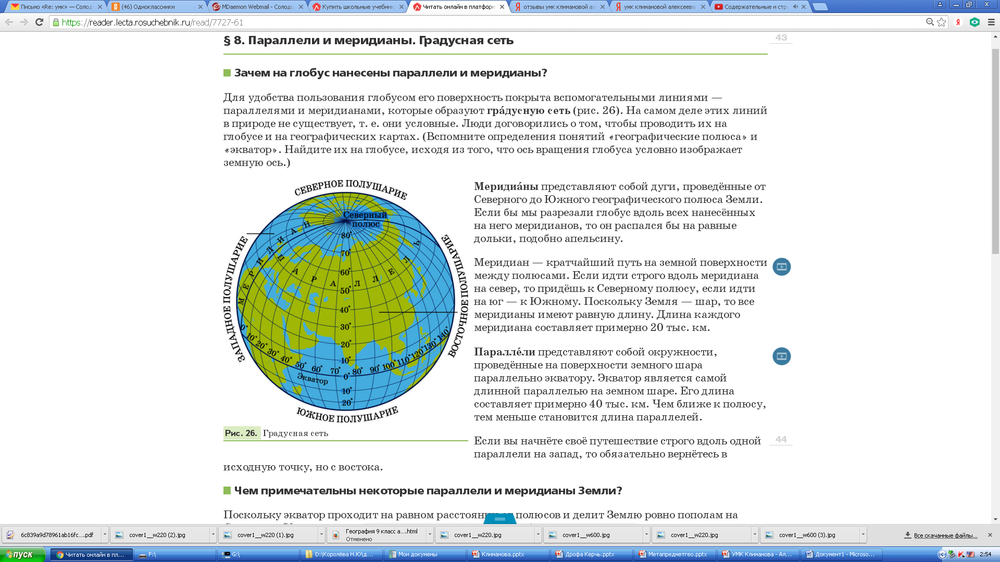 Письмо «Re: умк» — Солод
(46) Одноклассники
MDaemon Webmail - Солодо
Купить школьные учебник
Читать онлайн в платфор
отзывы умк климановой ал
умк климановой алексеева
Содержательные и стру
https://reader.lecta.rosuchebnik.ru/read/7727-61
§ 8. Параллели и меридианы. Градусная сеть
43
Зачем на глобус нанесены параллели и меридианы?
Для удобства пользования глобусом его поверхность покрыта вспомогательными линиями —
параллелями и меридианами, которые образуют гра́дусную сеть (рис. 26). На самом деле этих линий
в природе не существует, т. е. они условные. Люди договорились о том, чтобы проводить их на
глобусе и на географических картах. (Вспомните определения понятий «географические полюса» и
«экватор». Найдите их на глобусе, исходя из того, что ось вращения глобуса условно изображает
земную ось.)
СЕВЕРНОЕ ПОЛУШАРИЕ
ЗАПАДНОЕ ПОЛУШАРИЕ
ВОСТОЧНОЕ ПОЛУШАРИЕ
Северный
полюс
МЕРИДИАН
ПАРАЛЛЕЛЬ
80°
70°
60°
50°
40°
30°
20°
10°
0°
10°
20°
0° 10° 20° 30° 40° 50° 60° 70° 80° 90° 100° 110° 120° 130° 140°
Экватор
ЮЖНОЕ ПОЛУШАРИЕ
Рис. 26. Градусная сеть
Меридиа́ны представляют собой дуги, проведённые от
Северного до Южного географического полюса Земли.
Если бы мы разрезали глобус вдоль всех нанесённых
на него меридианов, то он распался бы на равные
дольки, подобно апельсину.
Меридиан — кратчайший путь на земной поверхности
между полюсами. Если идти строго вдоль меридиана
на север, то придёшь к Северному полюсу, если идти
на юг — к Южному. Поскольку Земля — шар, то все
меридианы имеют равную длину. Длина каждого
меридиана составляет примерно 20 тыс. км.
Паралле́ли представляют собой окружности,
проведённые на поверхности земного шара
параллельно экватору. Экватор является самой
длинной параллелью на земном шаре. Его длина
составляет примерно 40 тыс. км. Чем ближе к полюсу,
тем меньше становится длина параллелей.
Если вы начнёте своё путешествие строго вдоль одной
44
параллели на запад, то обязательно вернётесь в
исходную точку, но с востока.
Чем примечательны некоторые параллели и меридианы Земли?
Поскольку экватор проходит на равном расстоянии от полюсов и делит Землю ровно пополам на
6c839a9d78961ab16fc....pdf
cover1__w220 (2).jpg
cover1__w220 (1).jpg
География 9 класс а....html
Отменено
cover1__w220.jpg
cover1__w600.jpg
cover1__w220.jpg
cover1__w600 (3).jpg
Все скачанные файлы...
пуск
Читать онлайн в пл...
F:\
G:\
D:\Королёва Н.Ю\д...
Мои документы
Климанова.pptx
Дрофа Керчь.pptx
Метапредметгео.pptx
УМК Климанова - Ал...
Документ1 - Microso...
2:54